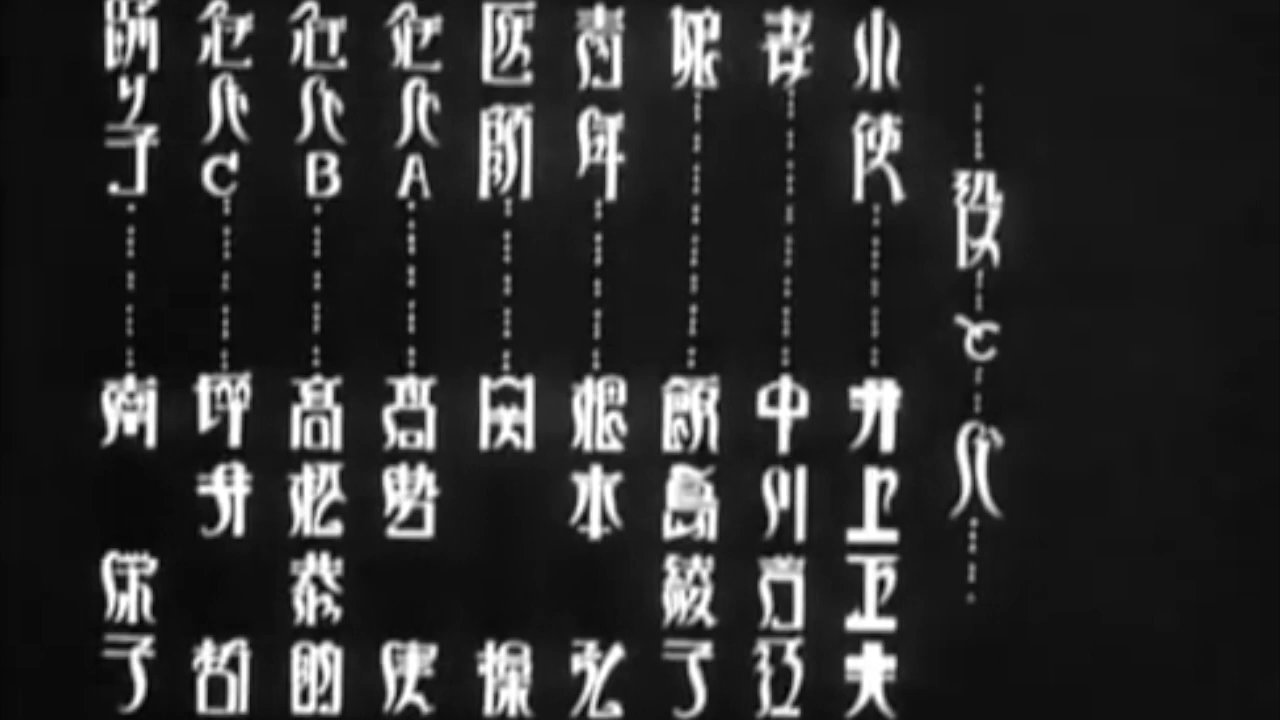 役と人
小使 井上正夫
妻 中川芳江
娘 飯島綾子
青年 根本 弘
医師 関 操
狂人A 高勢 実
狂人B 高松恭助
狂人C 坪井 哲
踊り子 南 栄子